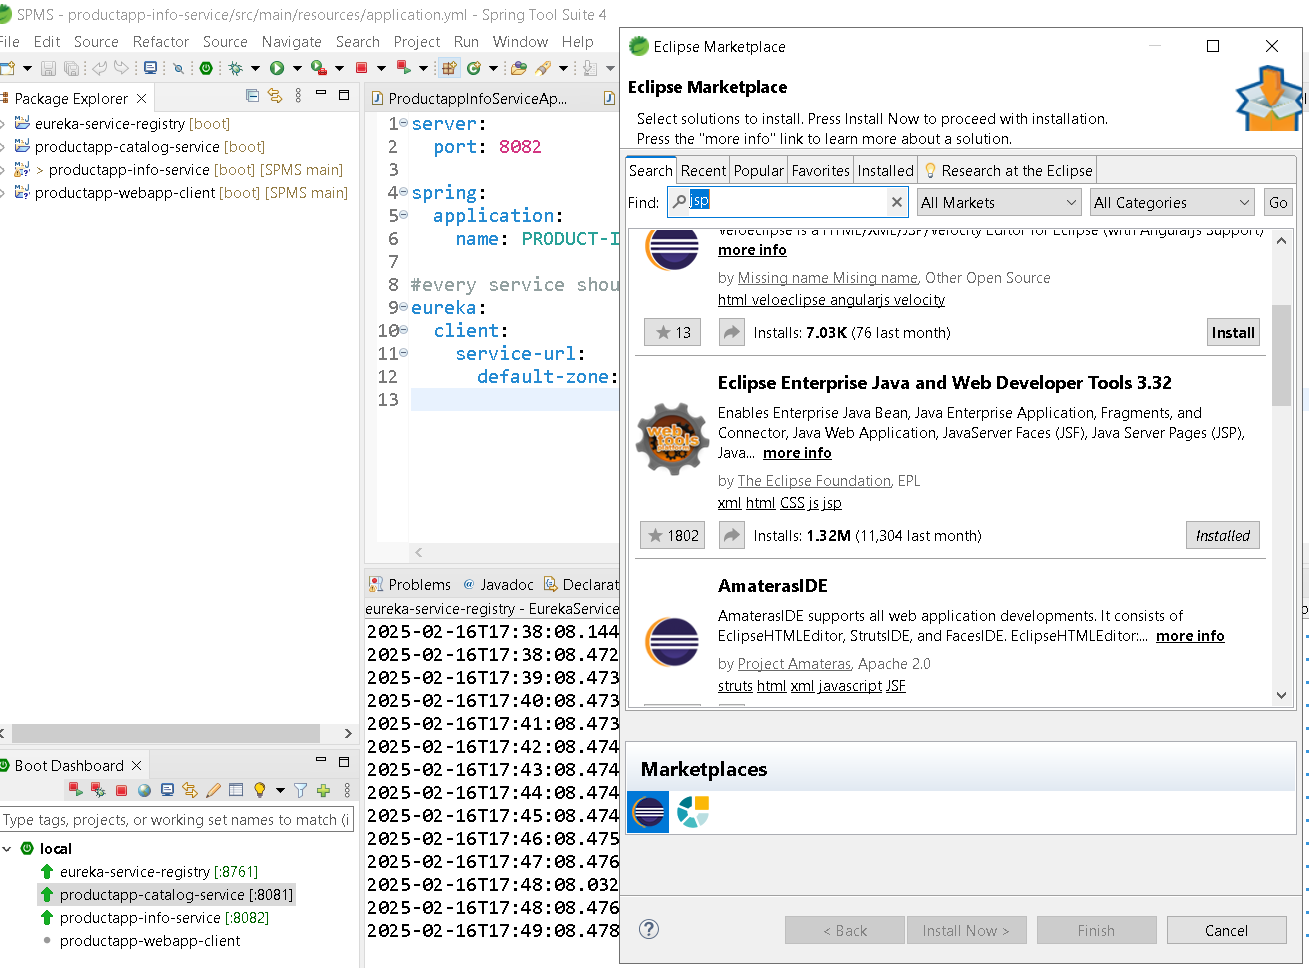 SPMS - productapp-info-service/src/main/resources/application.yml - Spring Tool Suite 4
File Edit Source Refactor Source Navigate Search Project Run Window Help
Package Explorer
eureka-service-registry [boot]
productapp-catalog-service [boot]
> productapp-info-service [boot] [SPMS main]
productapp-webapp-client [boot] [SPMS main]
ProductappInfoServiceAp...
1 server:
2 port: 8082
3
4 spring:
5 application:
6 name: PRODUCT-I
7
8 #every service shou
9 eureka:
10 client:
11 service-url:
12 default-zone:
13
Problems @ Javadoc Declarat
eureka-service-registry - EurekaService
2025-02-16T17:38:08.144
2025-02-16T17:38:08.472
2025-02-16T17:39:08.473
2025-02-16T17:40:08.473
2025-02-16T17:41:08.473
2025-02-16T17:42:08.474
2025-02-16T17:43:08.474
2025-02-16T17:44:08.474
2025-02-16T17:45:08.474
2025-02-16T17:46:08.475
2025-02-16T17:47:08.476
2025-02-16T17:48:08.032
2025-02-16T17:48:08.476
2025-02-16T17:49:08.478
Boot Dashboard
Type tags, projects, or working set names to match (i
local
eureka-service-registry [:8761]
productapp-catalog-service [:8081]
productapp-info-service [:8082]
productapp-webapp-client
Eclipse Marketplace
Eclipse Marketplace
Select solutions to install. Press Install Now to proceed with installation.
Press the "more info" link to learn more about a solution.
Search Recent Popular Favorites Installed Research at the Eclipse
Find: jsp All Markets All Categories Go
Veloeclipse is a HTML/XML/JSP/Velocity Editor for Eclipse (with AngularJs Support)
more info
by Missing name Mising name, Other Open Source
html veloeclipse angularjs velocity
13 Installs: 7.03K (76 last month) Install
Eclipse Enterprise Java and Web Developer Tools 3.32
Enables Enterprise Java Bean, Java Enterprise Application, Fragments, and
Connector, Java Web Application, JavaServer Faces (JSF), Java Server Pages (JSP),
Java... more info
web tools
by The Eclipse Foundation, EPL
xml html CSS js jsp
1802 Installs: 1.32M (11,304 last month) Installed
AmaterasIDE
AmaterasIDE supports all web application developments. It consists of
EclipseHTMLEditor, StrutsIDE, and FacesIDE. EclipseHTMLEditor:... more info
by Project Amateras, Apache 2.0
struts html xml javascript JSF
Marketplaces
? < Back Install Now > Finish Cancel